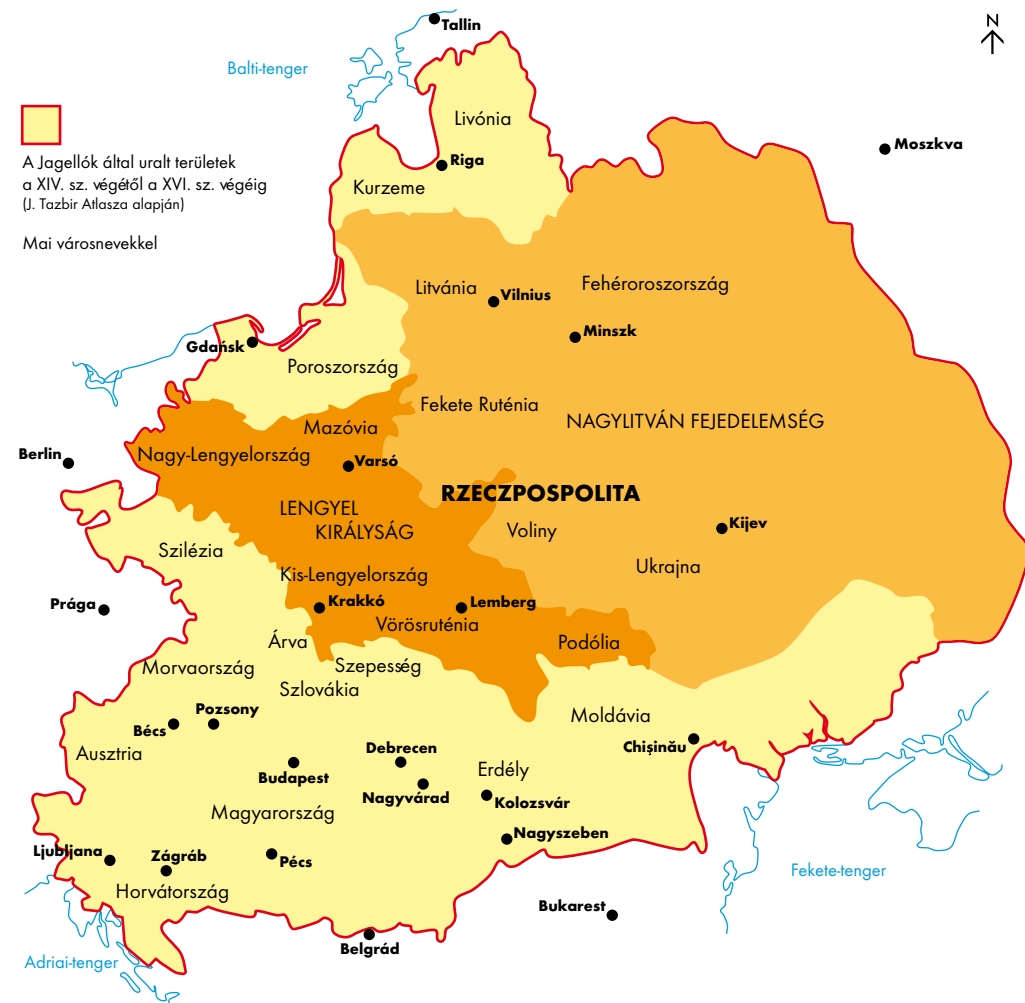 Tallin
N
Balti-tenger
Livónia
Moszkva
A Jagellók által uralt területek
a XIV. sz. végétől a XVI. sz. végéig
(J. Tazbir Atlasza alapján)
Mai városnevekkel
Riga
Kurzeme
Litvánia
Vilnius
Fehéroroszország
Minszk
Gdańsk
Poroszország
Fekete Ruténia
NAGYLITVÁN FEJEDELEMSÉG
Mazóvia
Nagy-Lengyelország
Berlin
Varsó
RZECZPOSPOLITA
LENGYEL
KIRÁLYSÁG
Voliny
Kijev
Szilézia
Ukrajna
Kis-Lengyelország
Prága
Krakkó
Lemberg
Vörösruténia
Árva
Podólia
Szepesség
Morvaország
Szlovákia
Pozsony
Bécs
Moldávia
Ausztria
Debrecen
Chişinău
Budapest
Erdély
Nagyvárad
Kolozsvár
Magyarország
Nagyszeben
Ljubljana
Zágráb
Pécs
Fekete-tenger
Horvátország
Bukarest
Belgrád
Adriai-tenger